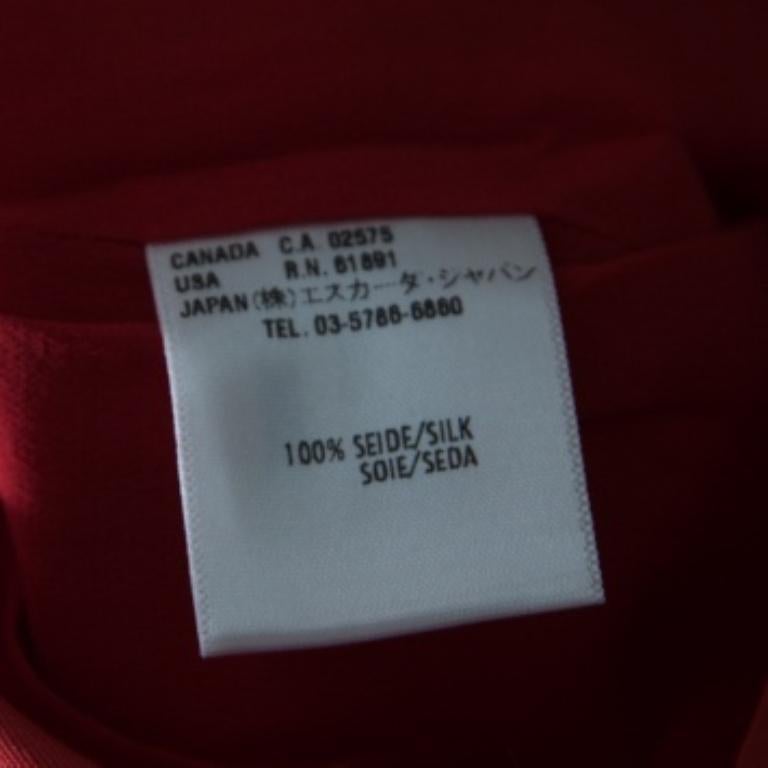 CANADA C.A. 02575
USA R.N. 61891
JAPAN(株)エスカーダ・ジャパン
TEL. 03-5786-6860
100% SEIDE/SILK
SOIE/SEDA